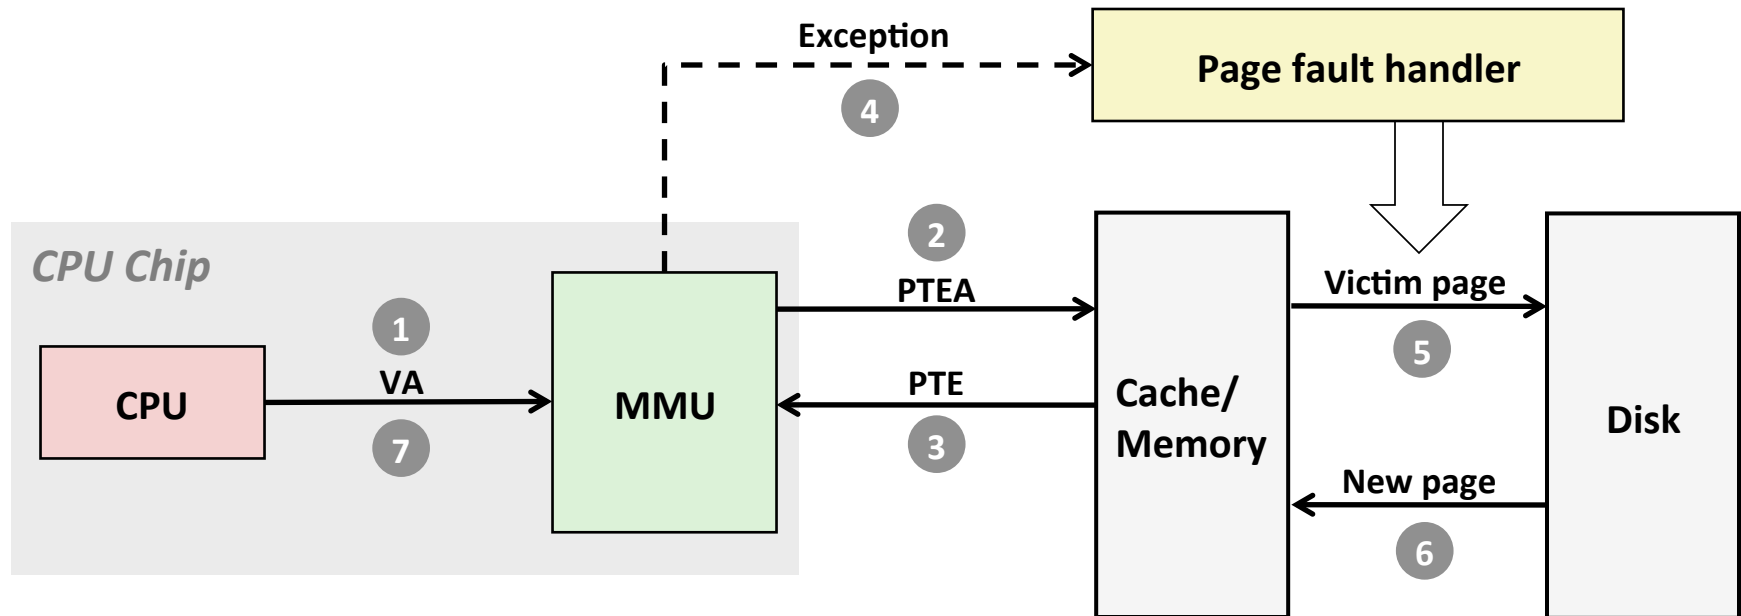 Exception
Page fault handler
4
CPU Chip
2
PTEA
Victim page
1
5
VA
CPU
MMU
PTE
Cache/
Memory
Disk
7
3
New page
6